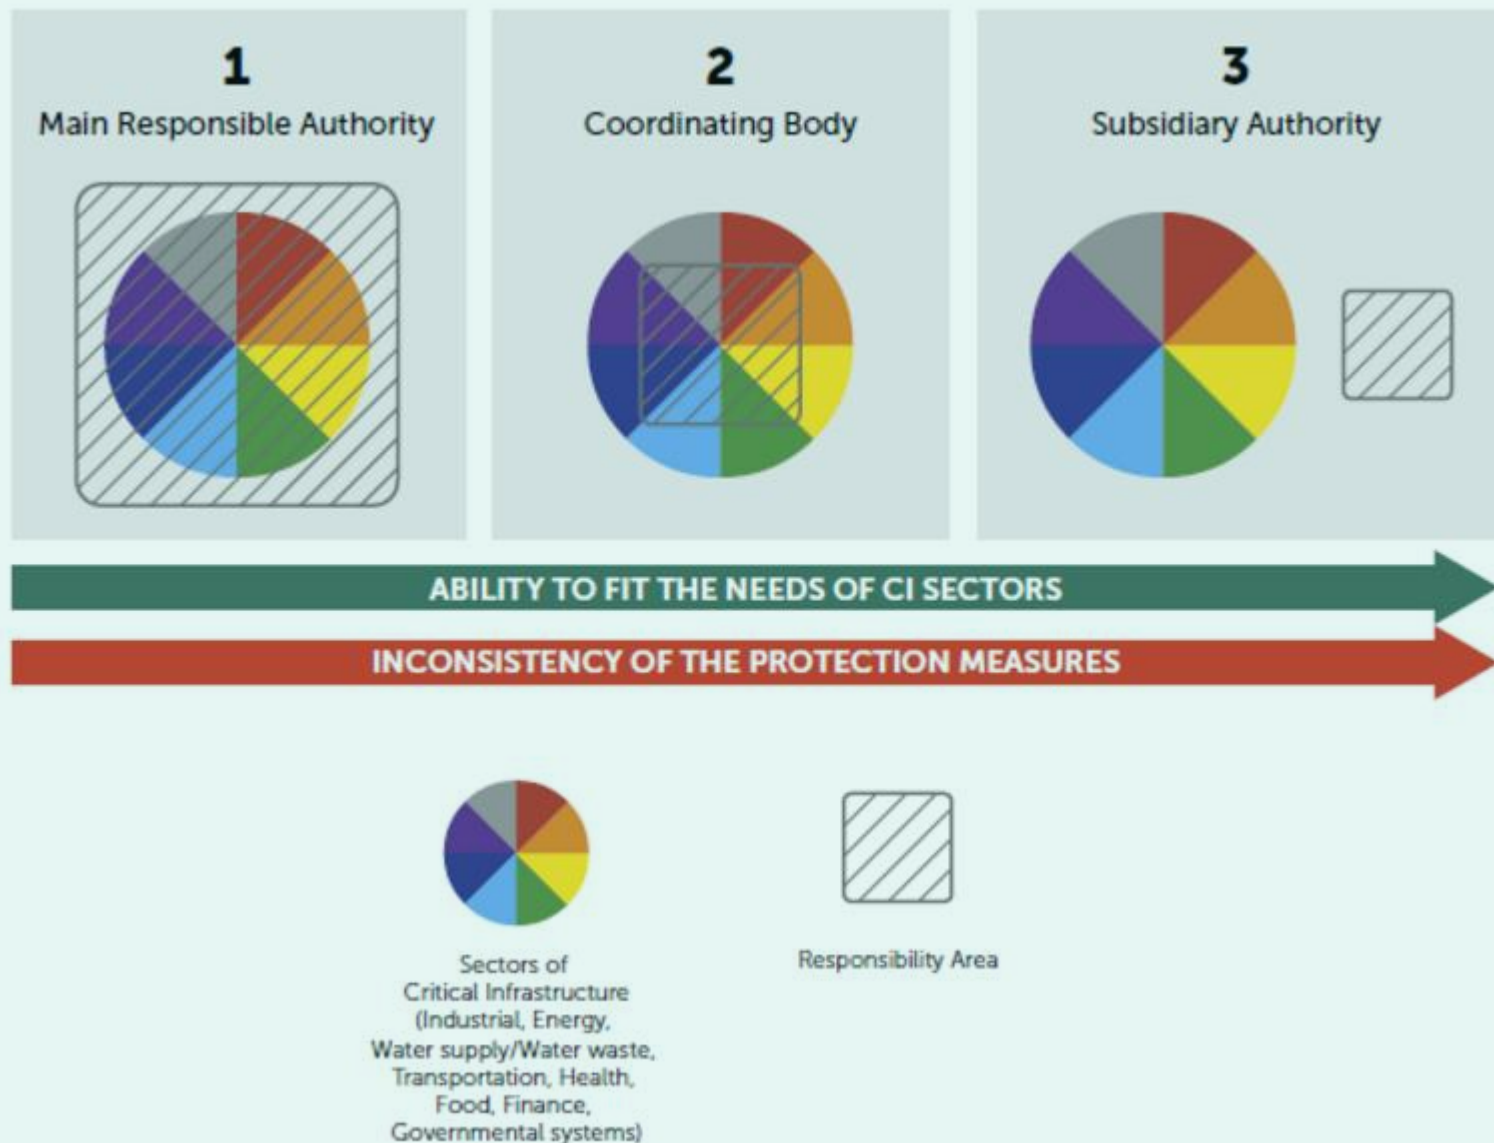 1
Main Responsible Authority
2
Coordinating Body
3
Subsidiary Authority
ABILITY TO FIT THE NEEDS OF CI SECTORS
INCONSISTENCY OF THE PROTECTION MEASURES
Sectors of
Critical Infrastructure
(Industrial, Energy,
Water supply/Water waste,
Transportation, Health,
Food, Finance,
Governmental systems)
Responsibility Area